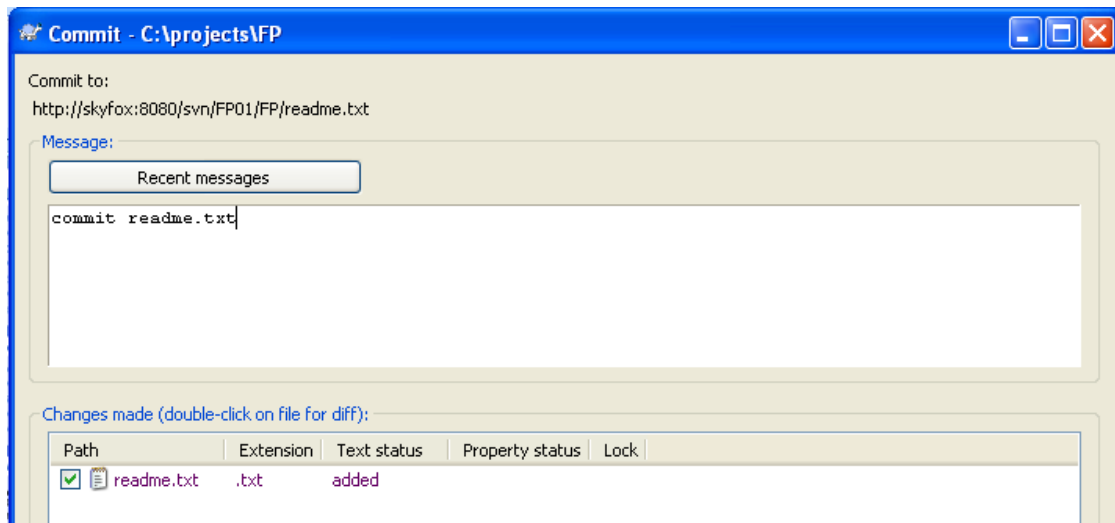 Commit - C:\projects\FP
Commit to:
http://skyfox:8080/svn/FP01/FP/readme.txt
Message:
Recent messages
commit readme.txt
Changes made (double-click on file for diff):
Path Extension Text status Property status Lock
readme.txt .txt added